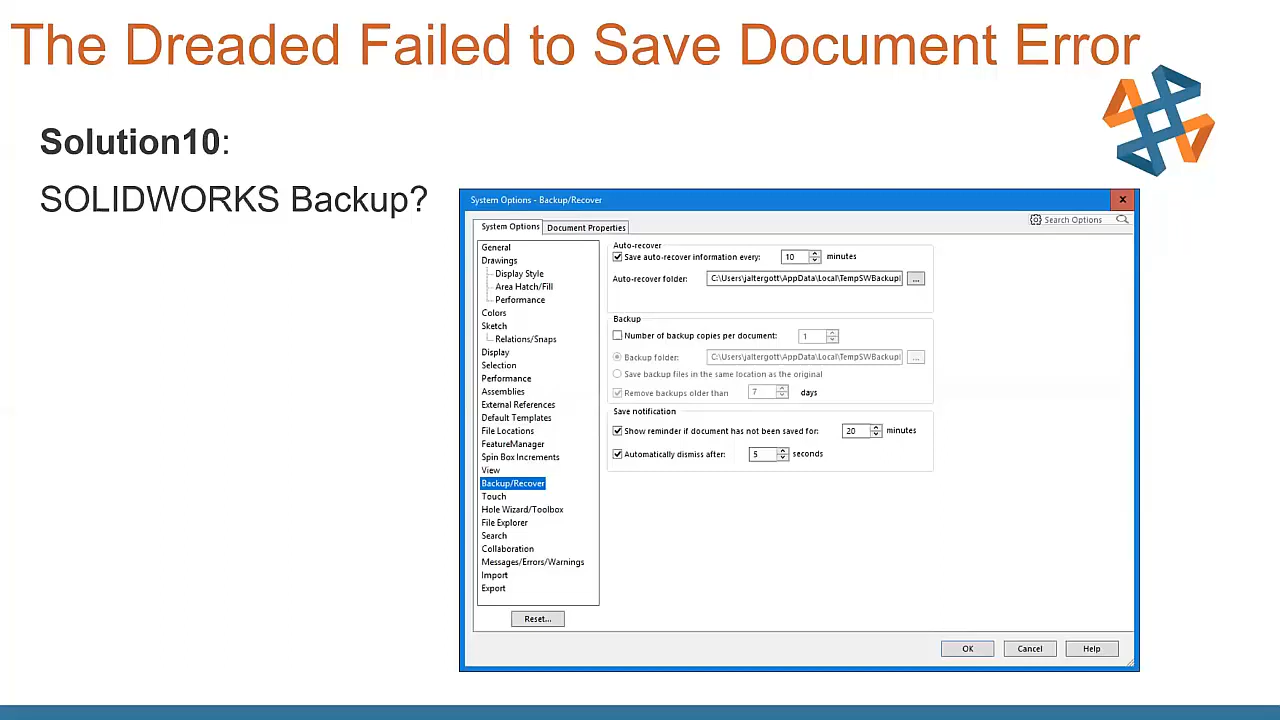 The Dreaded Failed to Save Document Error
Solution10:
SOLIDWORKS Backup?
System Options - Backup/Recover
System Options
Document Properties
Search Options
General
Drawings
Display Style
Area Hatch/Fill
Performance
Colors
Sketch
Relations/Snaps
Display
Selection
Performance
Assemblies
External References
Default Templates
File Locations
FeatureManager
Spin Box Increments
View
Backup/Recover
Touch
Hole Wizard/Toolbox
File Explorer
Search
Collaboration
Messages/Errors/Warnings
Import
Export
Reset...
Auto-recover
Save auto-recover information every: 10 minutes
Auto-recover folder: C:\Users\jaltergott\AppData\Local\TempSWBackupl ...
Backup
Number of backup copies per document: 1
Backup folder: C:\Users\jaltergott\AppData\Local\TempSWBackupl ...
Save backup files in the same location as the original
Remove backups older than 7 days
Save notification
Show reminder if document has not been saved for: 20 minutes
Automatically dismiss after: 5 seconds
OK Cancel Help